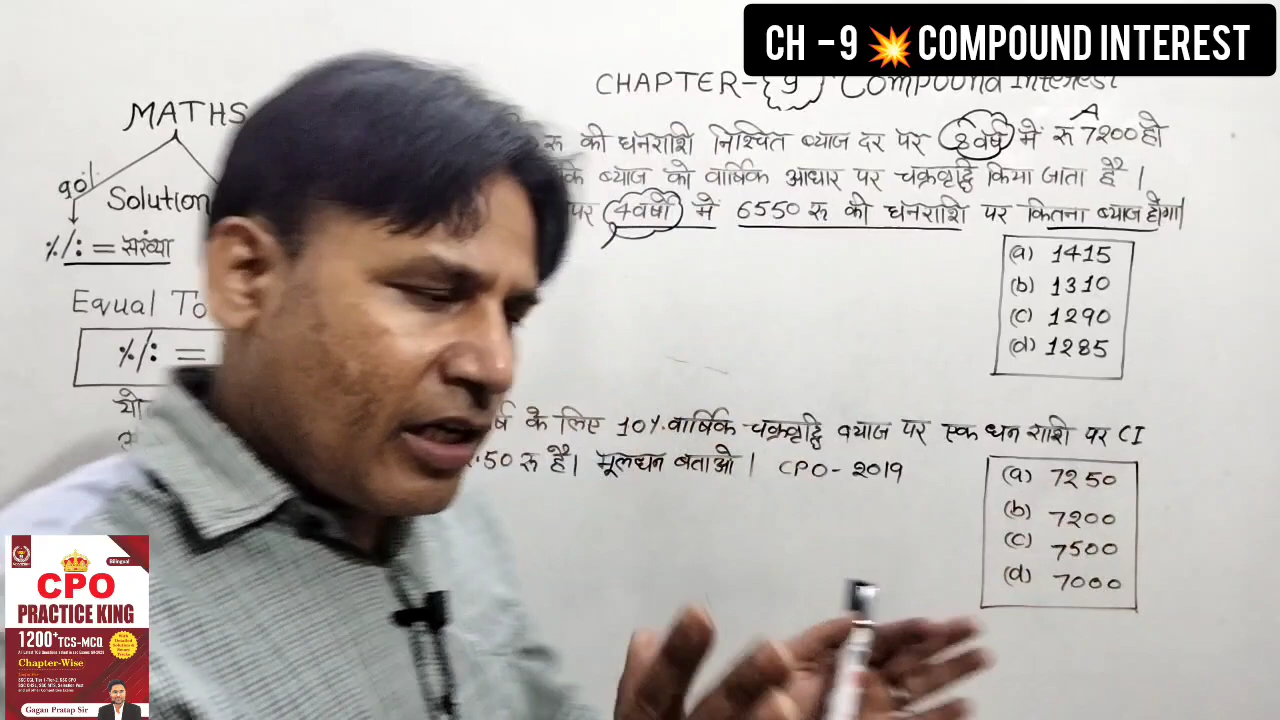 CH - 9 💥 COMPOUND INTEREST
CHAPTER-{9} Compound Interest
MATHS
90%
Solution
%/: = संख्या
Equal To
%/: =
A
रु की धनराशि निश्चित ब्याज दर पर 8 वर्ष में रू 7200 हो
ब्याज को वार्षिक आधार पर चक्रवृद्धि किया जाता है।
पर 4 वर्षो में 6550 रू की धनराशि पर कितना ब्याज होगा|
(a) 1415
(b) 1310
(c) 1290
(d) 1285
के लिए 10% वार्षिक चक्रवृद्धि ब्याज पर एक धन राशि पर CI
.50 रू है। मूलधन बताओ। CPO - 2019
(a) 7250
(b) 7200
(c) 7500
(d) 7000
Bilingual
CPO
PRACTICE KING
1200+ TCS-MCQ
Chapter-Wise
Gagan Pratap Sir